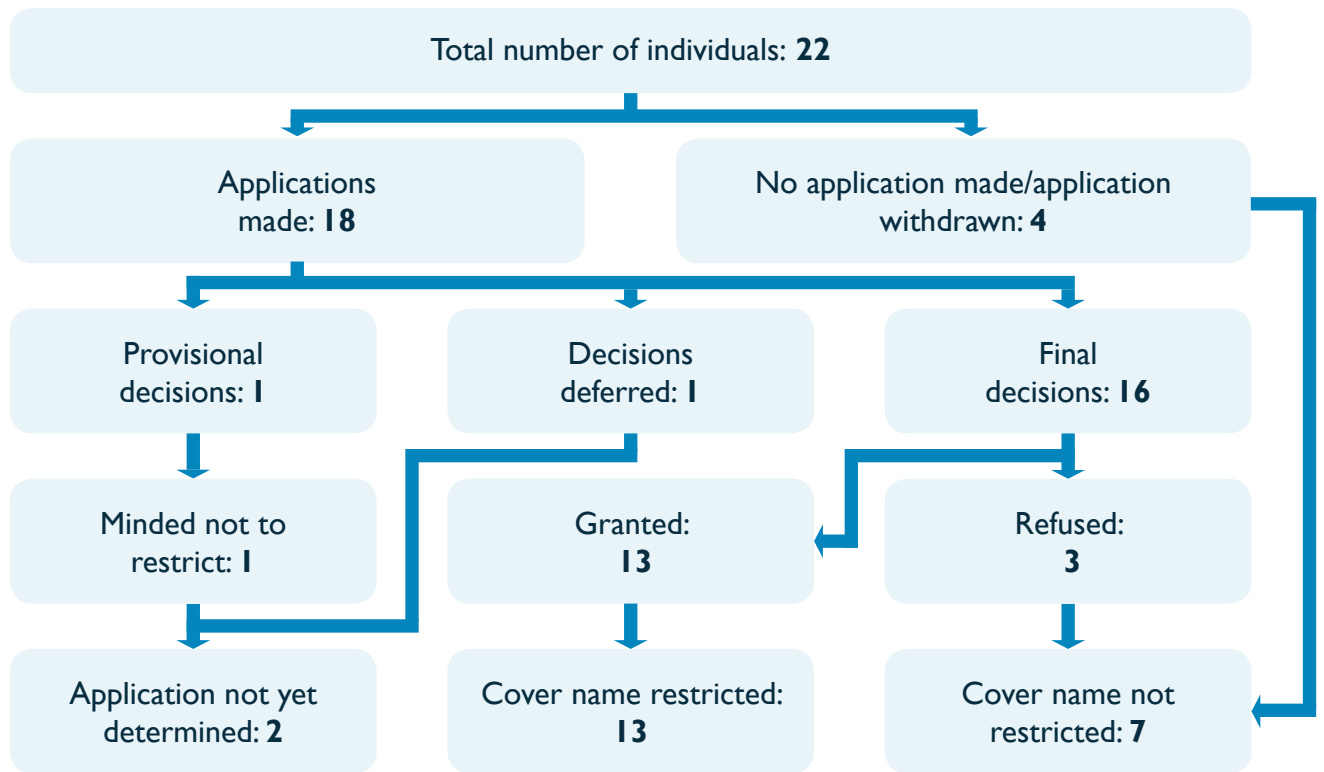 Total number of individuals: 22
Applications
made: 18
No application made/application
withdrawn: 4
Provisional
decisions: 1
Decisions
deferred: 1
Final
decisions: 16
Minded not to
restrict: 1
Granted:
13
Refused:
3
Application not yet
determined: 2
Cover name restricted:
13
Cover name not
restricted: 7